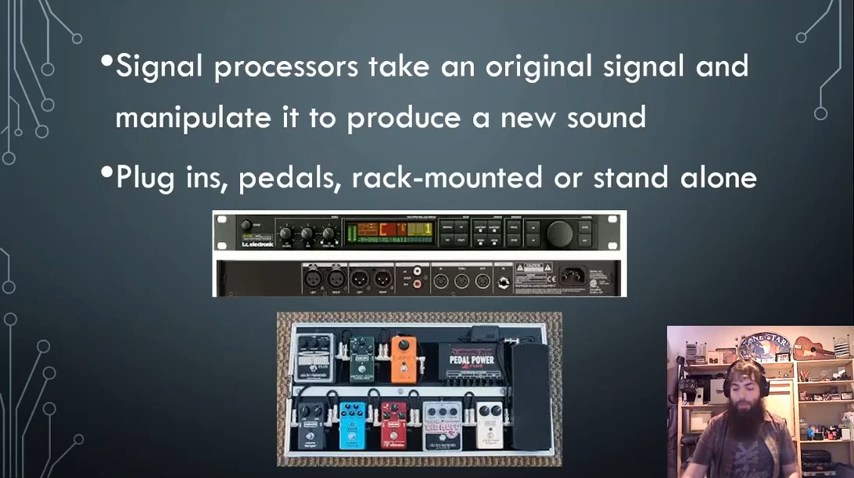 •Signal processors take an original signal and
manipulate it to produce a new sound
•Plug ins, pedals, rack-mounted or stand alone
t.c. electronic
PEDAL POWER